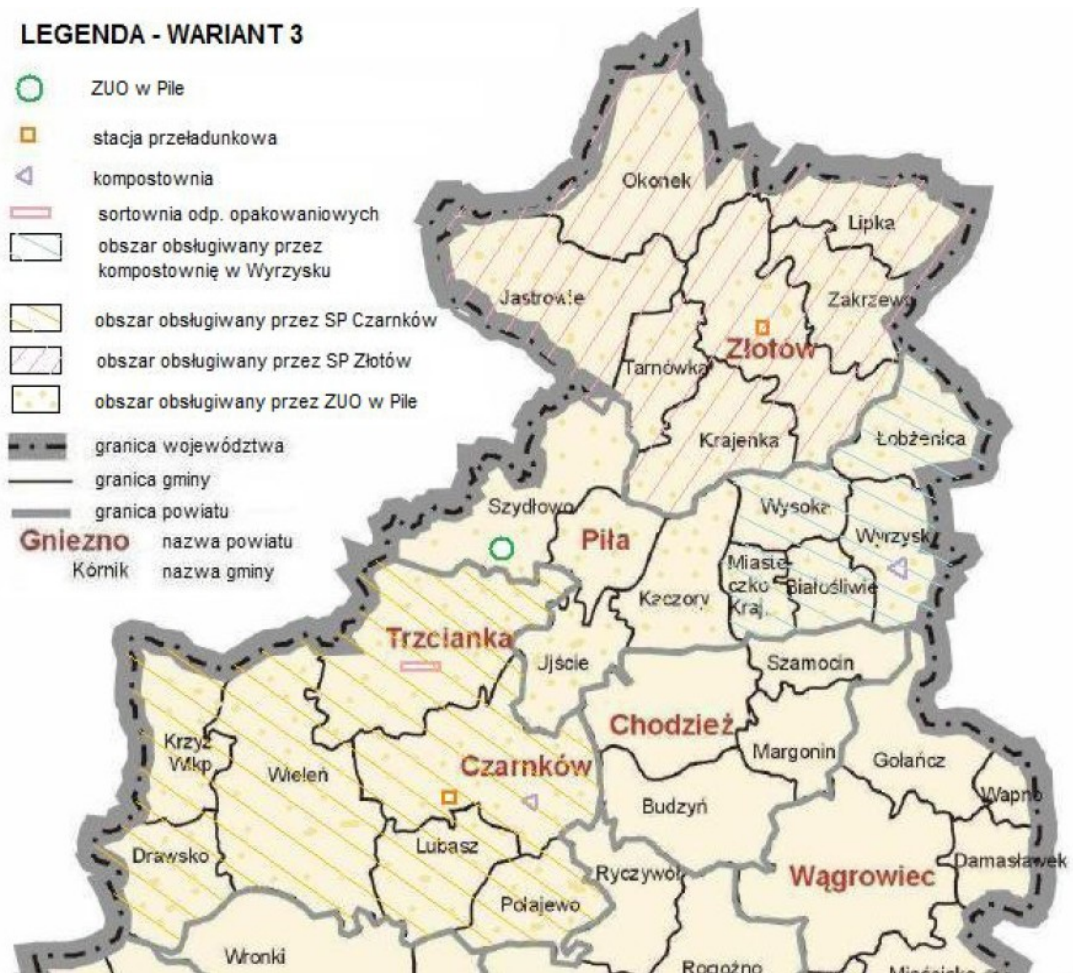 LEGENDA - WARIANT 3
ZUO w Pile
stacja przeładunkowa
kompostownia
sortownia odp. opakowaniowych
obszar obsługiwany przez
kompostownię w Wyrzysku
obszar obsługiwany przez SP Czarnków
obszar obsługiwany przez SP Złotów
obszar obsługiwany przez ZUO w Pile
granica województwa
granica gminy
granica powiatu
Gniezno nazwa powiatu
Kórnik nazwa gminy
Okonek
Lipka
Jastrowie
Zakrzewo
Złotów
Tarnówka
Krajenka
Łobżenica
Szydłowo
Wysoka
Piła
Wyrzysk
Miaste
czko
Kraj.
Białośliwie
Kaczory
Trzcianka
Ujście
Szamocin
Chodzież
Margonin
Gołańcz
Krzyż
Wlkp
Wieleń
Czarnków
Wapno
Budzyń
Lubasz
Drawsko
Damasławek
Ryczywół
Wągrowiec
Połajewo
Wronki
Rogoźno
Mieścisko